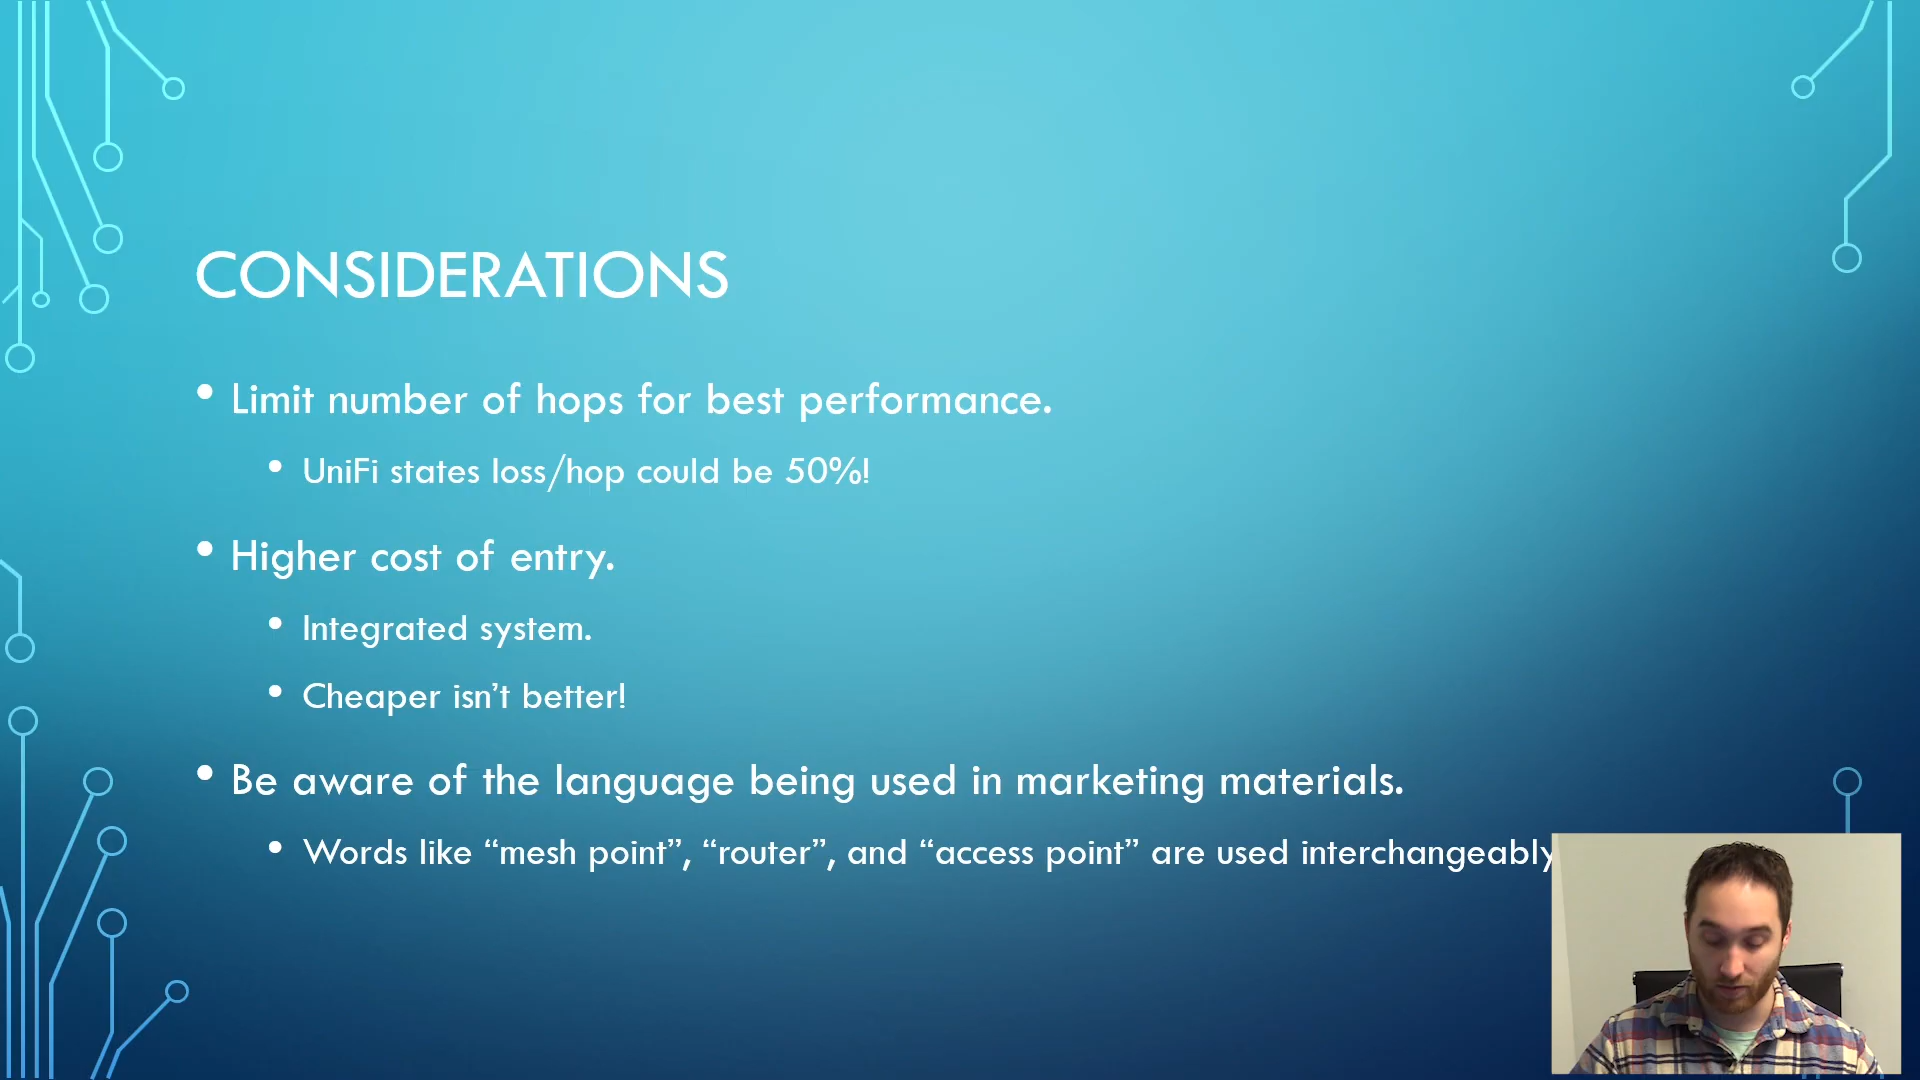 CONSIDERATIONS
• Limit number of hops for best performance.
• UniFi states loss/hop could be 50%!
• Higher cost of entry.
• Integrated system.
• Cheaper isn’t better!
• Be aware of the language being used in marketing materials.
• Words like “mesh point”, “router”, and “access point” are used interchangeably